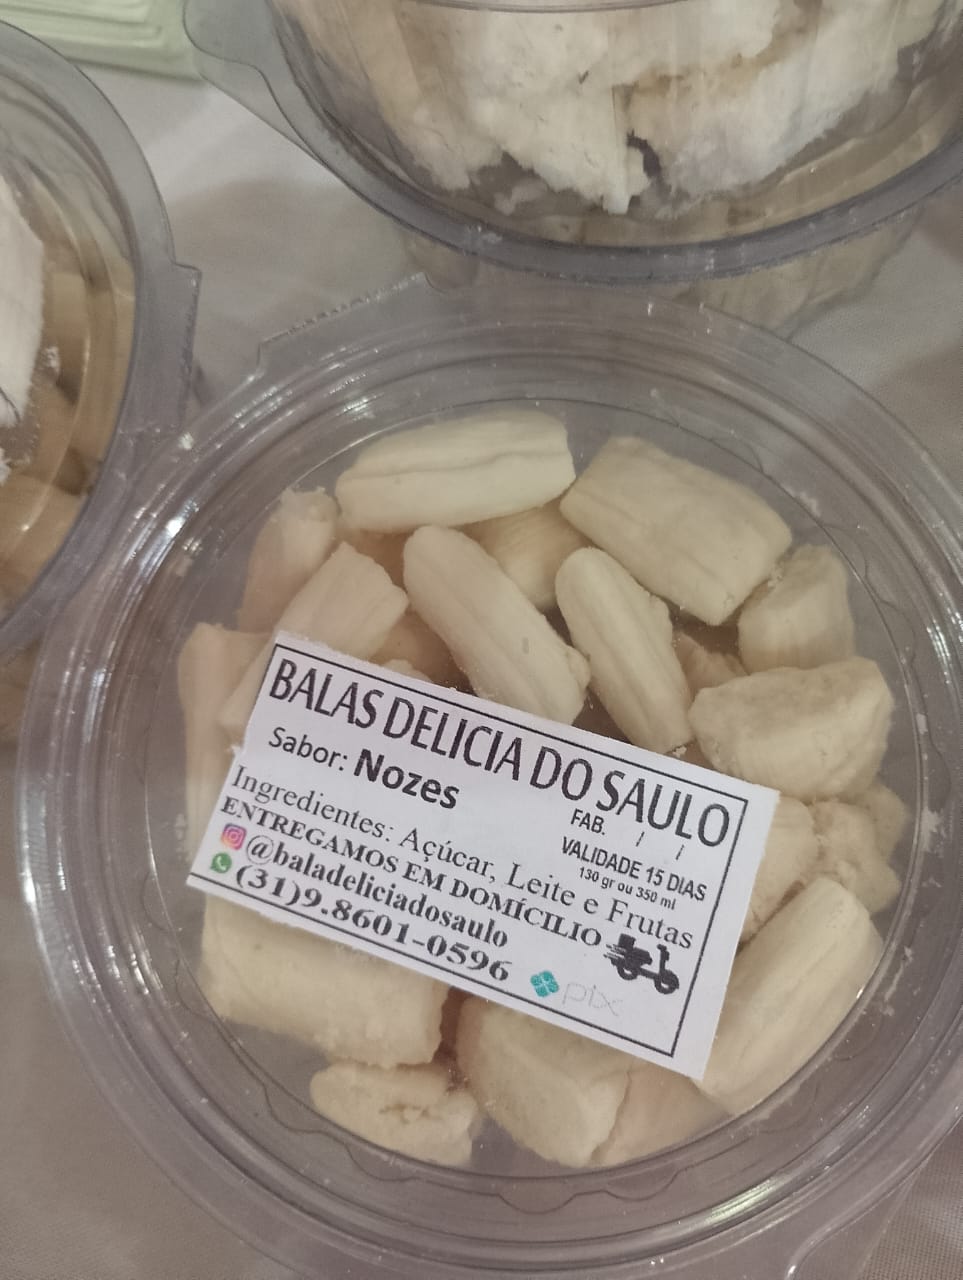 BALAS DELICIA DO SAULO
Sabor: Nozes
FAB. / /
VALIDADE 15 DIAS
130 gr ou 350 ml
Ingredientes: Açúcar, Leite e Frutas
ENTREGAMOS EM DOMÍCILIO
@baladeliciadosaulo
(31)9.8601-0596
pix